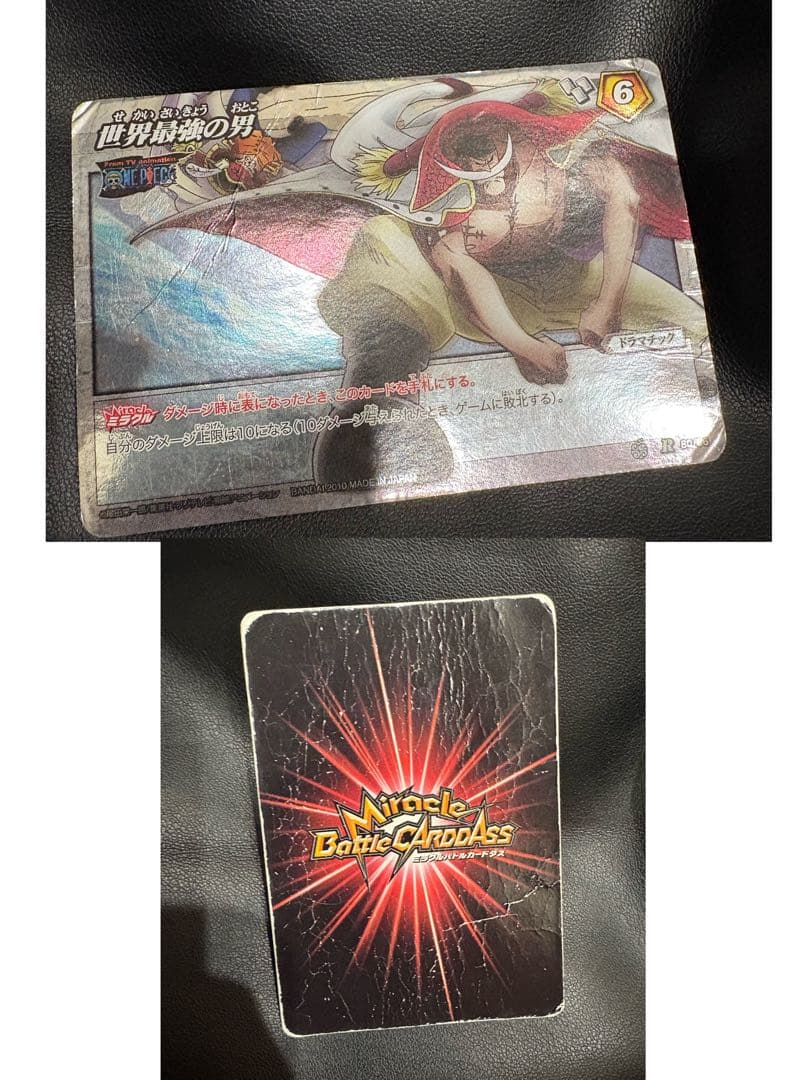 せかいさいきょう おとこ
世界最強の男
6
From TV animation
ONE PIECE
ドラマチック
Miracle
ミラクル ダメージ時に表になったとき、このカードを手札にする。
自分のダメージ上限は10になる(10ダメージ与えられたとき、ゲームに敗北する)。
R
BANDAI 2010 MADE IN JAPAN
Miracle
Battle CARDDASS
ミラクルバトルカードダス